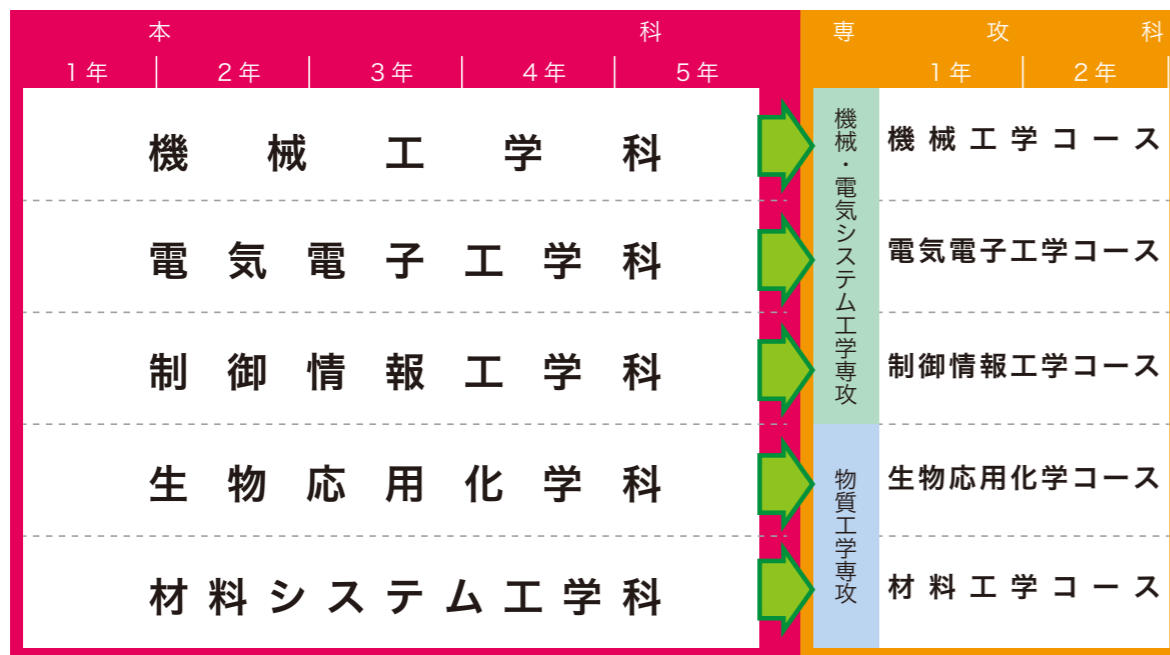 本科
1年 2年 3年 4年 5年
専攻科
1年 2年
機械工学科
電気電子工学科
制御情報工学科
生物応用化学科
材料システム工学科
機械・電気システム工学専攻
物質工学専攻
機械工学コース
電気電子工学コース
制御情報工学コース
生物応用化学コース
材料工学コース